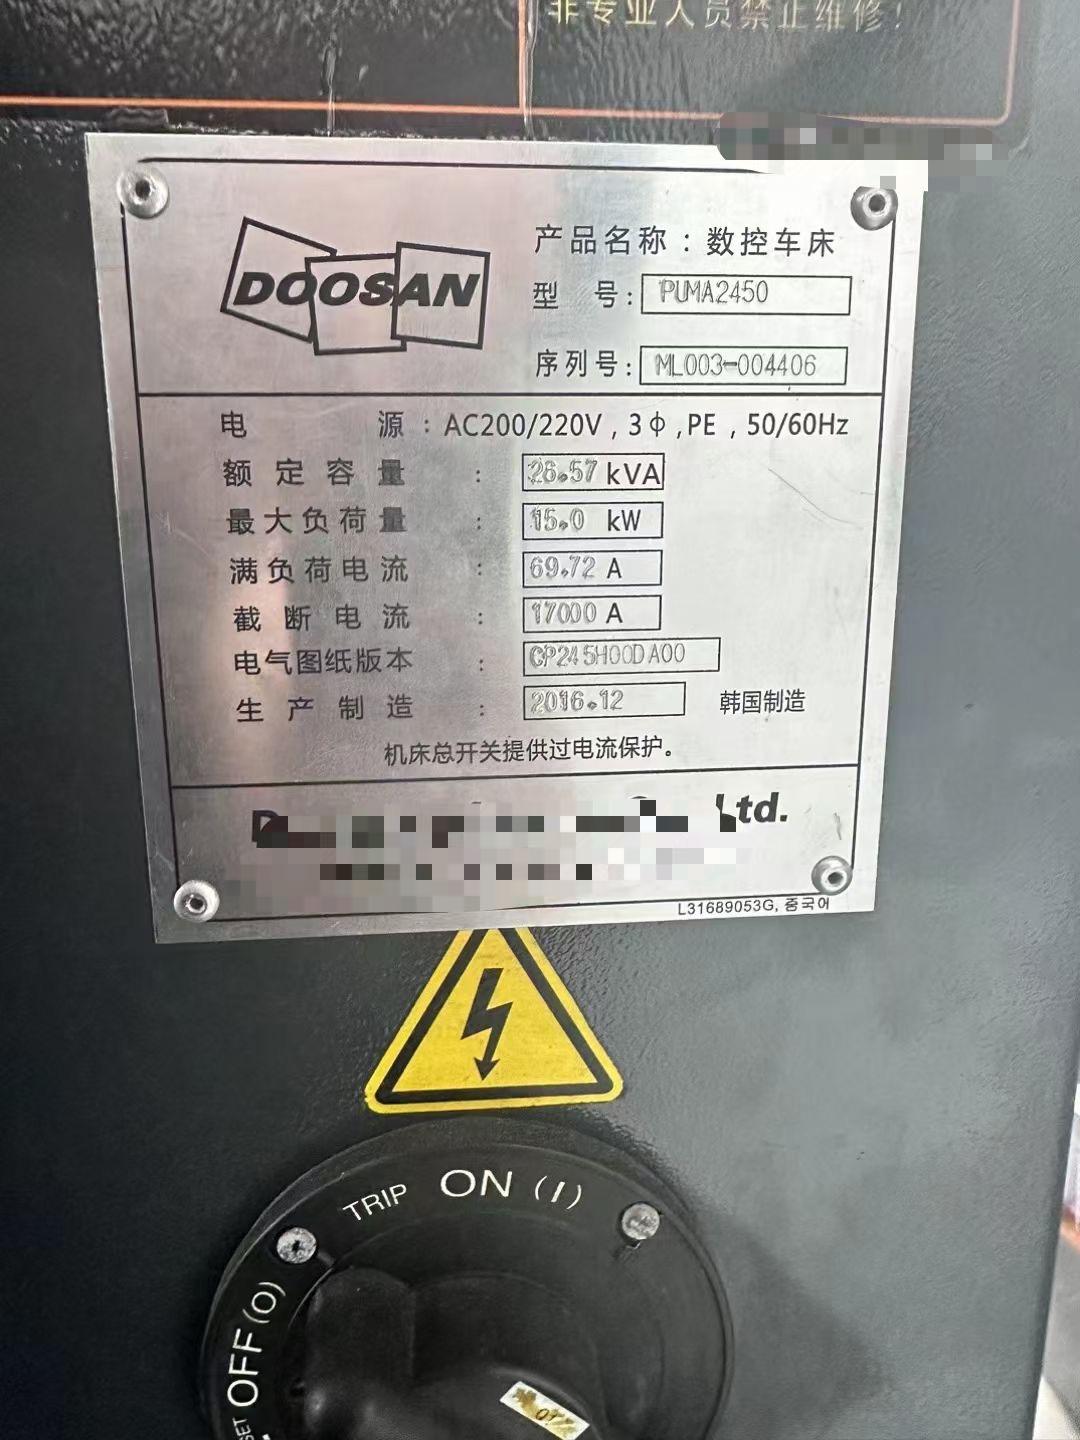 非专业人员禁止维修！
DOOSAN
产品名称：数控车床
型 号：PUMA2450
序列号：ML003-004406
电 源：AC200/220V，3φ,PE，50/60Hz
额定容量：26.57 kVA
最大负荷量：15.0 kW
满负荷电流：69.72 A
截断电流：17000 A
电气图纸版本：CP245H00DA00
生产制造：2016.12 韩国制造
机床总开关提供过电流保护。
Ltd.
L31689053G, 중국어
TRIP ON (I)
OFF (O)